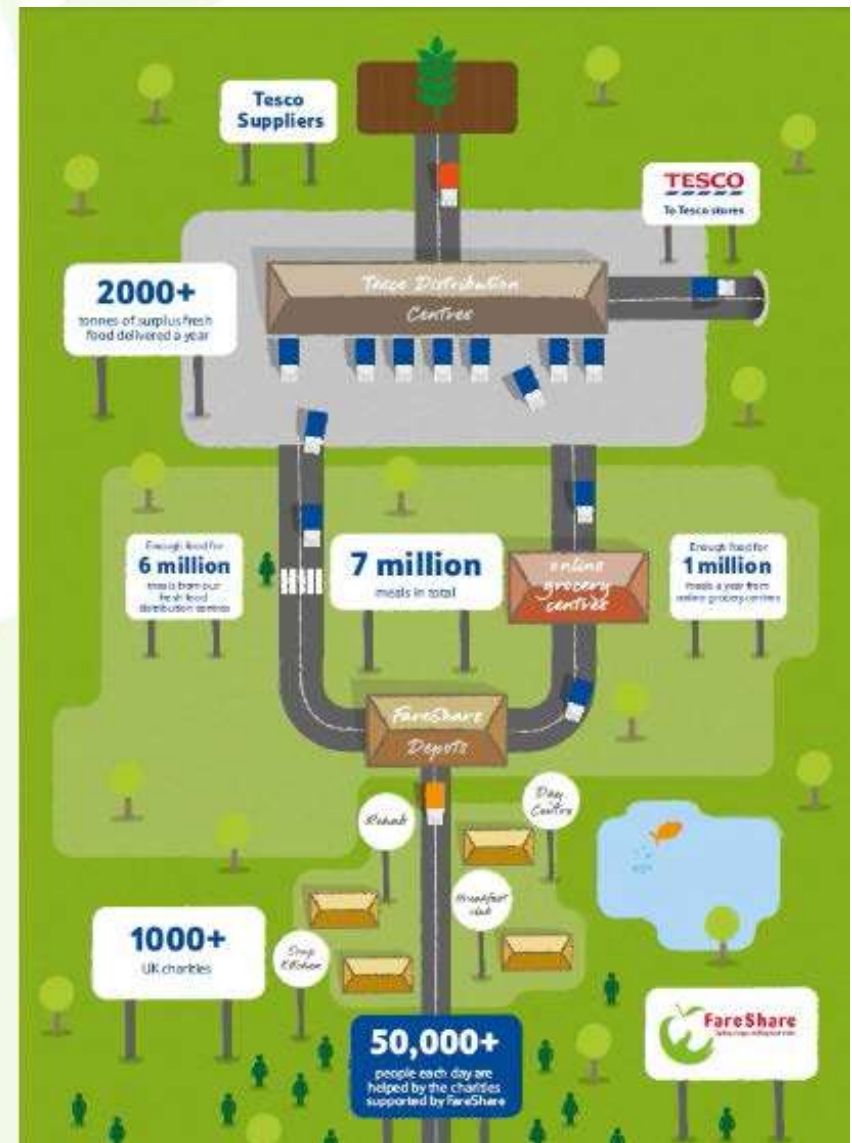 Tesco
Suppliers
TESCO
To Tesco stores
Tesco Distribution
Centres
2000+
tonnes of surplus fresh
food delivered a year
Enough food for
6 million
meals from our
fresh food
distribution centres
7 million
meals in total
online
grocery
centres
Enough food for
1 million
meals a year from
online grocery centres
FareShare
Depots
Rehab
Day
Centre
Breakfast
club
1000+
UK charities
Soup
Kitchen
50,000+
people each day are
helped by the charities
supported by FareShare
FareShare